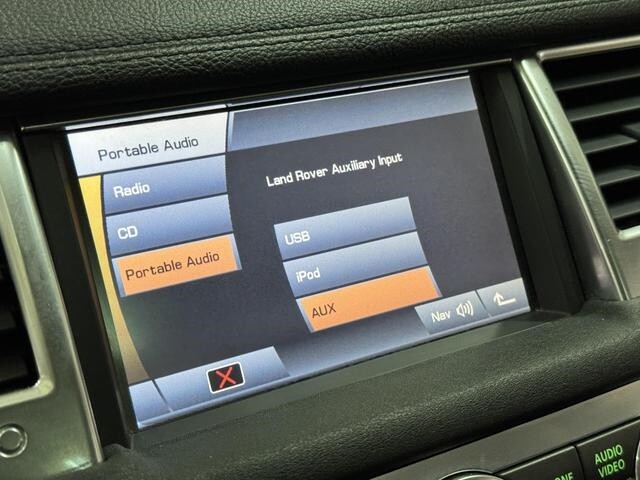 Portable Audio
Land Rover Auxiliary Input
Radio
CD
Portable Audio
USB
iPod
AUX
Nav
AUDIO
VIDEO